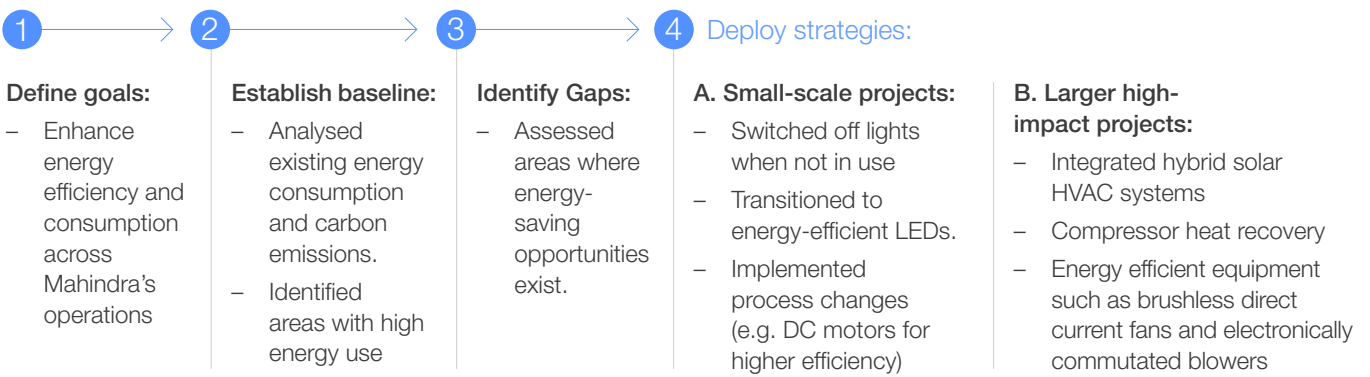 1
2
3
4
Deploy strategies:
Define goals:
– Enhance
energy
efficiency and
consumption
across
Mahindra's
operations
Establish baseline:
– Analysed
existing energy
consumption
and carbon
emissions.
– Identified
areas with high
energy use
Identify Gaps:
– Assessed
areas where
energy-
saving
opportunities
exist.
A. Small-scale projects:
– Switched off lights
when not in use
– Transitioned to
energy-efficient LEDs.
– Implemented
process changes
(e.g. DC motors for
higher efficiency)
B. Larger high-
impact projects:
– Integrated hybrid solar
HVAC systems
– Compressor heat recovery
– Energy efficient equipment
such as brushless direct
current fans and electronically
commutated blowers